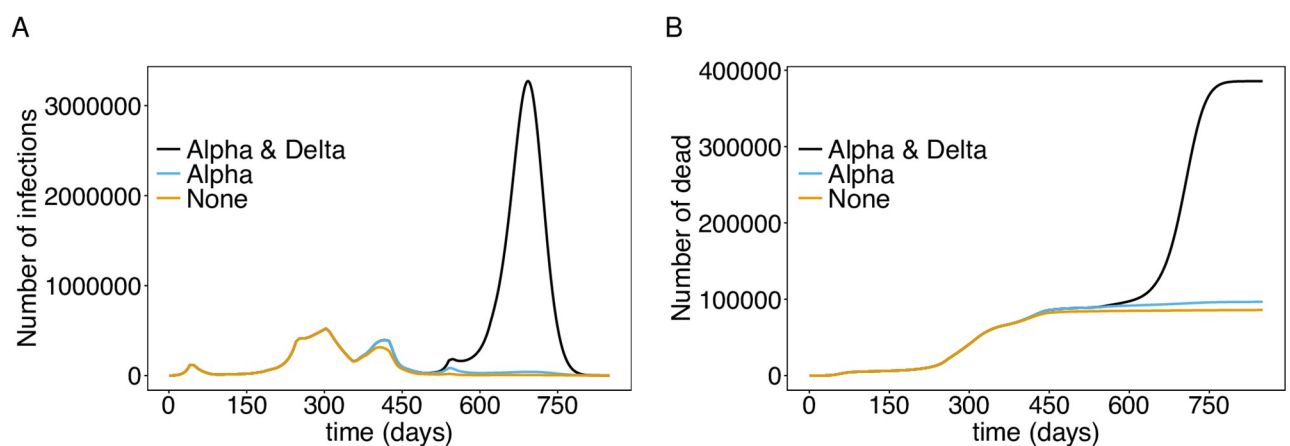 A
Number of infections
3000000
2000000
1000000
0
Alpha & Delta
Alpha
None
0 150 300 450 600 750
time (days)
B
Number of dead
400000
300000
200000
100000
0
Alpha & Delta
Alpha
None
0 150 300 450 600 750
time (days)